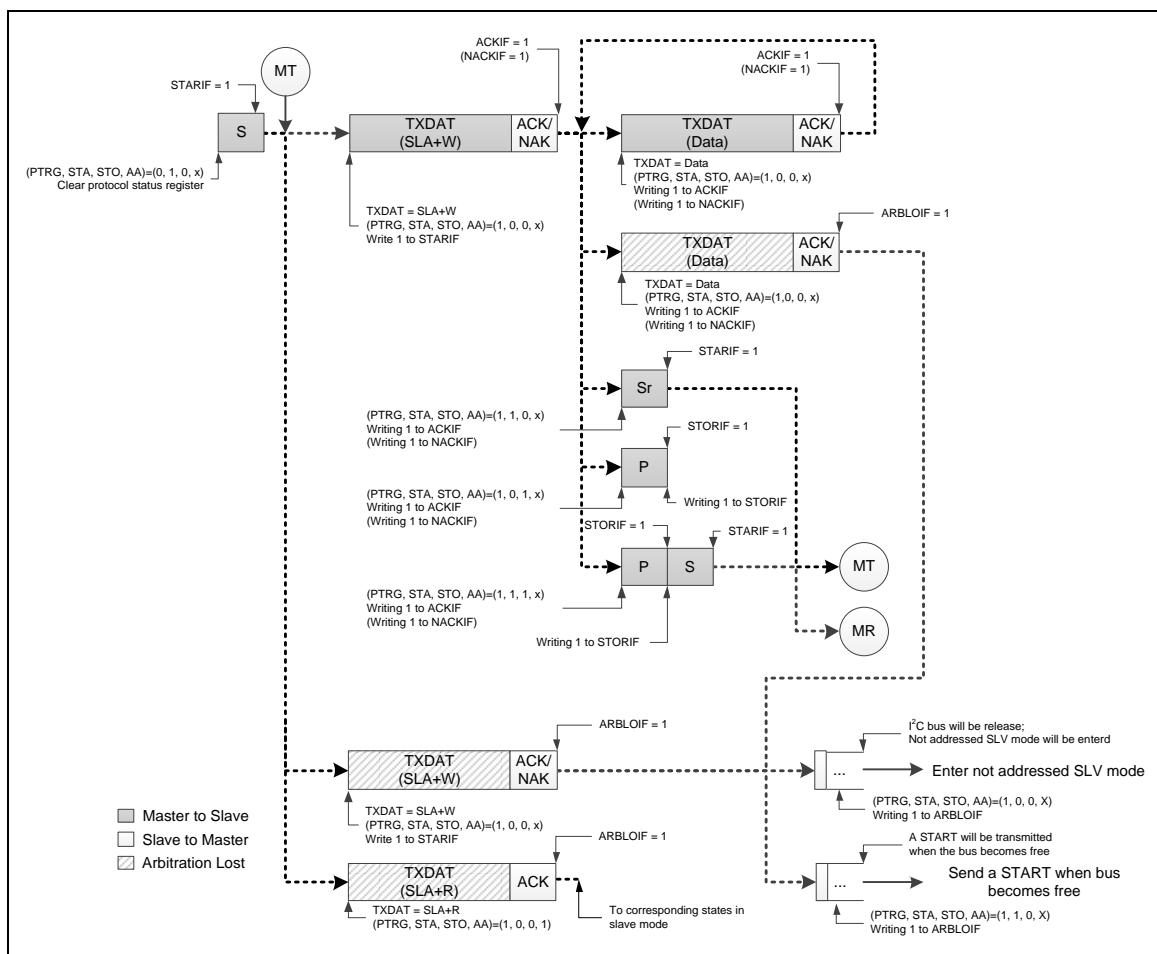 ACKIF = 1
(NACKIF = 1)
ACKIF = 1
(NACKIF = 1)
STARIF = 1
MT
S
TXDAT
(SLA+W)
ACK/
NAK
TXDAT
(Data)
ACK/
NAK
(PTRG, STA, STO, AA)=(0, 1, 0, x)
Clear protocol status register
TXDAT = SLA+W
(PTRG, STA, STO, AA)=(1, 0, 0, x)
Write 1 to STARIF
TXDAT = Data
(PTRG, STA, STO, AA)=(1, 0, 0, x)
Writing 1 to ACKIF
(Writing 1 to NACKIF)
ARBLOIF = 1
TXDAT
(Data)
ACK/
NAK
TXDAT = Data
(PTRG, STA, STO, AA)=(1,0, 0, x)
Writing 1 to ACKIF
(Writing 1 to NACKIF)
STARIF = 1
Sr
(PTRG, STA, STO, AA)=(1, 1, 0, x)
Writing 1 to ACKIF
(Writing 1 to NACKIF)
STORIF = 1
P
(PTRG, STA, STO, AA)=(1, 0, 1, x)
Writing 1 to ACKIF
(Writing 1 to NACKIF)
Writing 1 to STORIF
STORIF = 1
STARIF = 1
P
S
MT
(PTRG, STA, STO, AA)=(1, 1, 1, x)
Writing 1 to ACKIF
(Writing 1 to NACKIF)
Writing 1 to STORIF
MR
ARBLOIF = 1
TXDAT
(SLA+W)
ACK/
NAK
TXDAT = SLA+W
(PTRG, STA, STO, AA)=(1, 0, 0, x)
Write 1 to STARIF
I²C bus will be release;
Not addressed SLV mode will be enterd
...
Enter not addressed SLV mode
(PTRG, STA, STO, AA)=(1, 0, 0, X)
Writing 1 to ARBLOIF
Master to Slave
Slave to Master
Arbitration Lost
ARBLOIF = 1
TXDAT
(SLA+R)
ACK
TXDAT = SLA+R
(PTRG, STA, STO, AA)=(1, 0, 0, 1)
To corresponding states in
slave mode
A START will be transmitted
when the bus becomes free
...
Send a START when bus
becomes free
(PTRG, STA, STO, AA)=(1, 1, 0, X)
Writing 1 to ARBLOIF